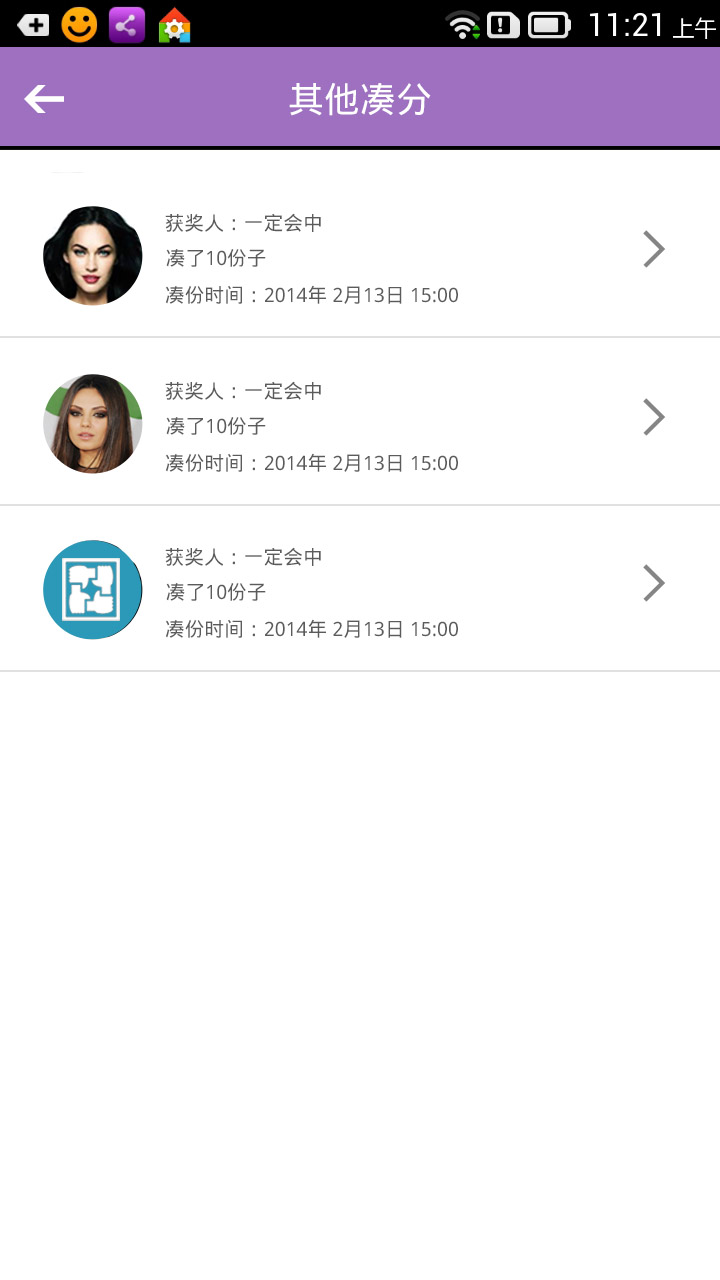 11:21 上午
其他凑分
获奖人：一定会中
凑了10份子
凑份时间：2014年 2月13日 15:00
获奖人：一定会中
凑了10份子
凑份时间：2014年 2月13日 15:00
获奖人：一定会中
凑了10份子
凑份时间：2014年 2月13日 15:00